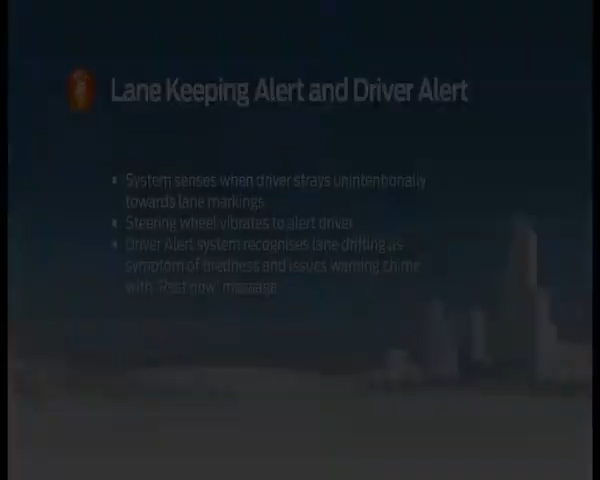 Lane Keeping Alert and Driver Alert
• System senses when driver strays unintentionally
towards lane markings
• Steering wheel vibrates to alert driver
• Driver Alert system recognises lane drifting as
symptom of tiredness and issues warning chime
with 'Rest now' message